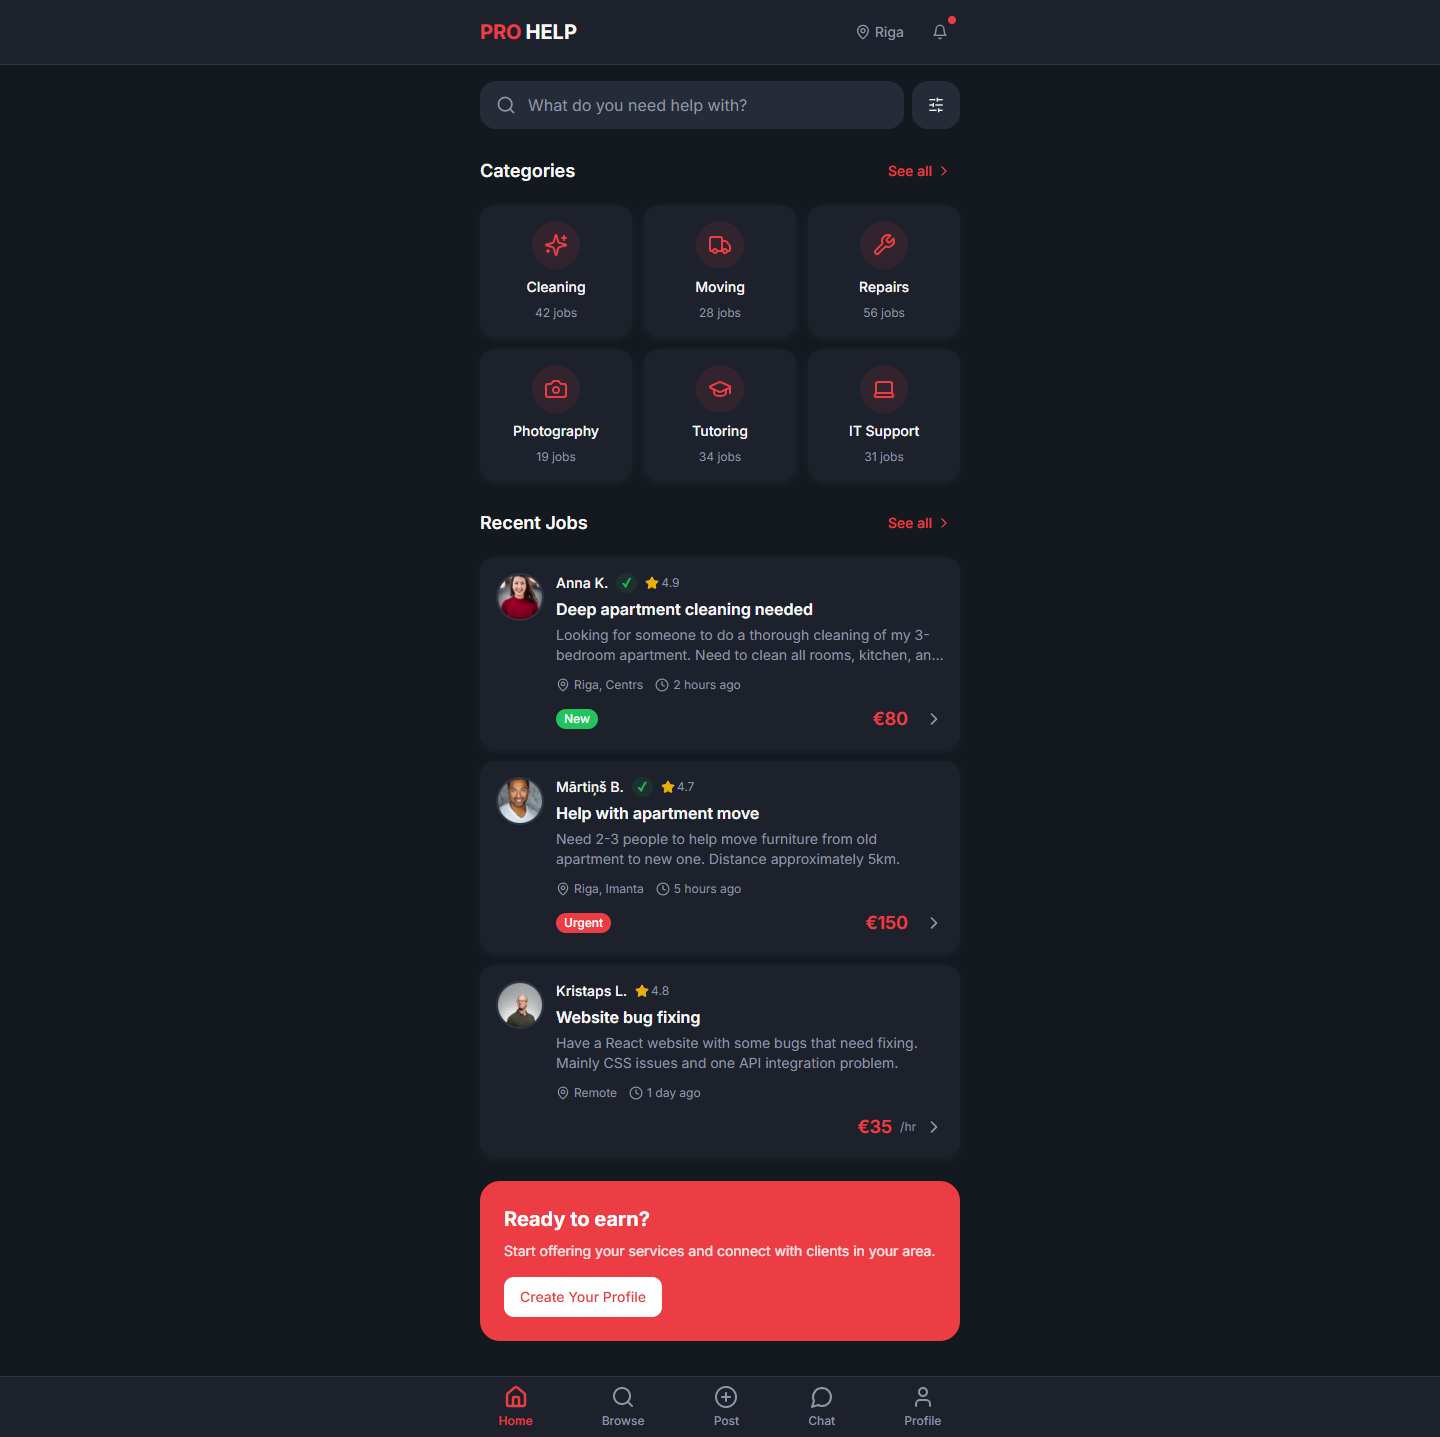 PRO HELP
Riga
What do you need help with?
Categories
See all
Cleaning
42 jobs
Moving
28 jobs
Repairs
56 jobs
Photography
19 jobs
Tutoring
34 jobs
IT Support
31 jobs
Recent Jobs
See all
Anna K. ✓ 4.9
Deep apartment cleaning needed
Looking for someone to do a thorough cleaning of my 3-
bedroom apartment. Need to clean all rooms, kitchen, an...
Riga, Centrs 2 hours ago
New €80
Mārtiņš B. ✓ 4.7
Help with apartment move
Need 2-3 people to help move furniture from old
apartment to new one. Distance approximately 5km.
Riga, Imanta 5 hours ago
Urgent €150
Kristaps L. 4.8
Website bug fixing
Have a React website with some bugs that need fixing.
Mainly CSS issues and one API integration problem.
Remote 1 day ago
€35 /hr
Ready to earn?
Start offering your services and connect with clients in your area.
Create Your Profile
Home
Browse
Post
Chat
Profile